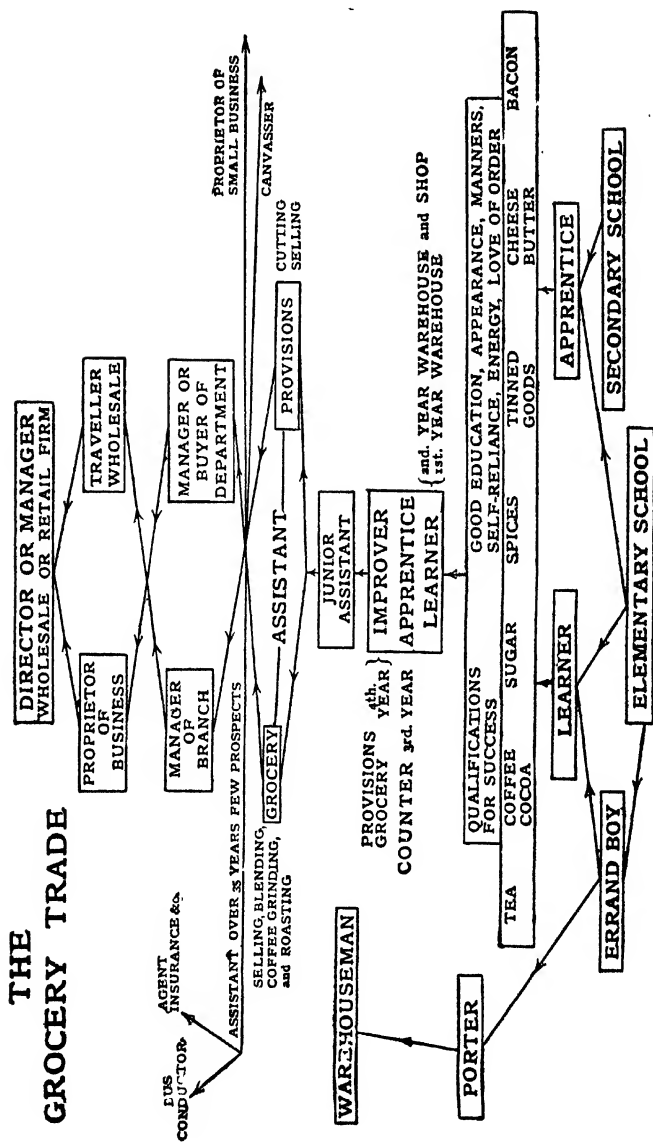 THE
GROCERY TRADE
DIRECTOR OR MANAGER
WHOLESALE OR RETAIL FIRM
PROPRIETOR
OF
BUSINESS
TRAVELLER
WHOLESALE
MANAGER
OF
BRANCH
MANAGER OR
BUYER OF
DEPARTMENT
BUS
CONDUCTOR
AGENT
INSURANCE &c.
ASSISTANT OVER 35 YEARS FEW PROSPECTS
PROPRIETOR OF
SMALL BUSINESS
CANVASSER
SELLING, BLENDING,
COFFEE GRINDING,
and ROASTING
GROCERY
ASSISTANT
PROVISIONS
CUTTING
SELLING
JUNIOR
ASSISTANT
PROVISIONS 4th.
GROCERY YEAR
COUNTER 3rd. YEAR
IMPROVER
APPRENTICE
LEARNER
2nd. YEAR WAREHOUSE and SHOP
1st. YEAR WAREHOUSE
QUALIFICATIONS
FOR SUCCESS
GOOD EDUCATION, APPEARANCE, MANNERS,
SELF-RELIANCE, ENERGY, LOVE OF ORDER
TEA
COFFEE
COCOA
SUGAR
SPICES
TINNED
GOODS
CHEESE
BUTTER
BACON
WAREHOUSEMAN
PORTER
LEARNER
APPRENTICE
ERRAND BOY
ELEMENTARY SCHOOL
SECONDARY SCHOOL